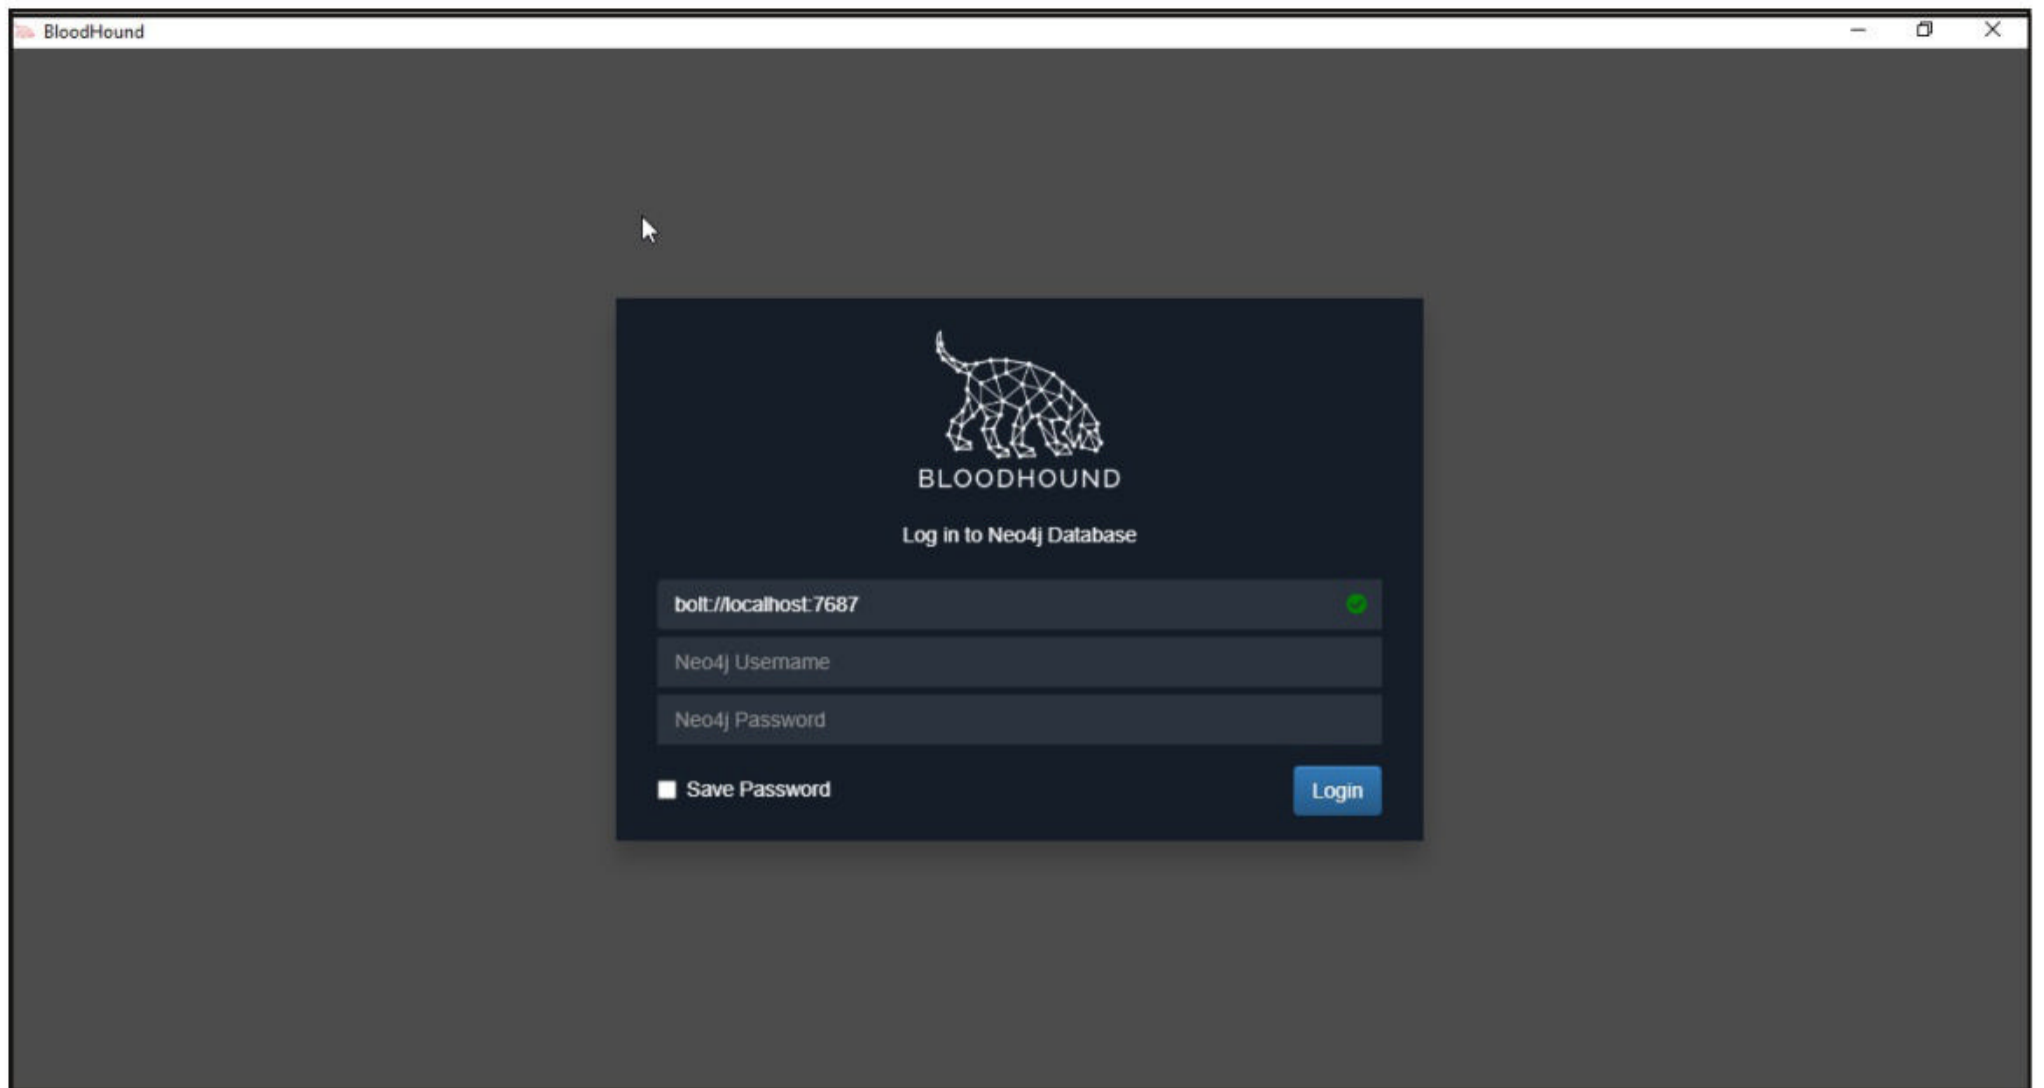 BloodHound
BLOODHOUND
Log in to Neo4j Database
bolt://localhost:7687
Neo4j Username
Neo4j Password
Save Password
Login